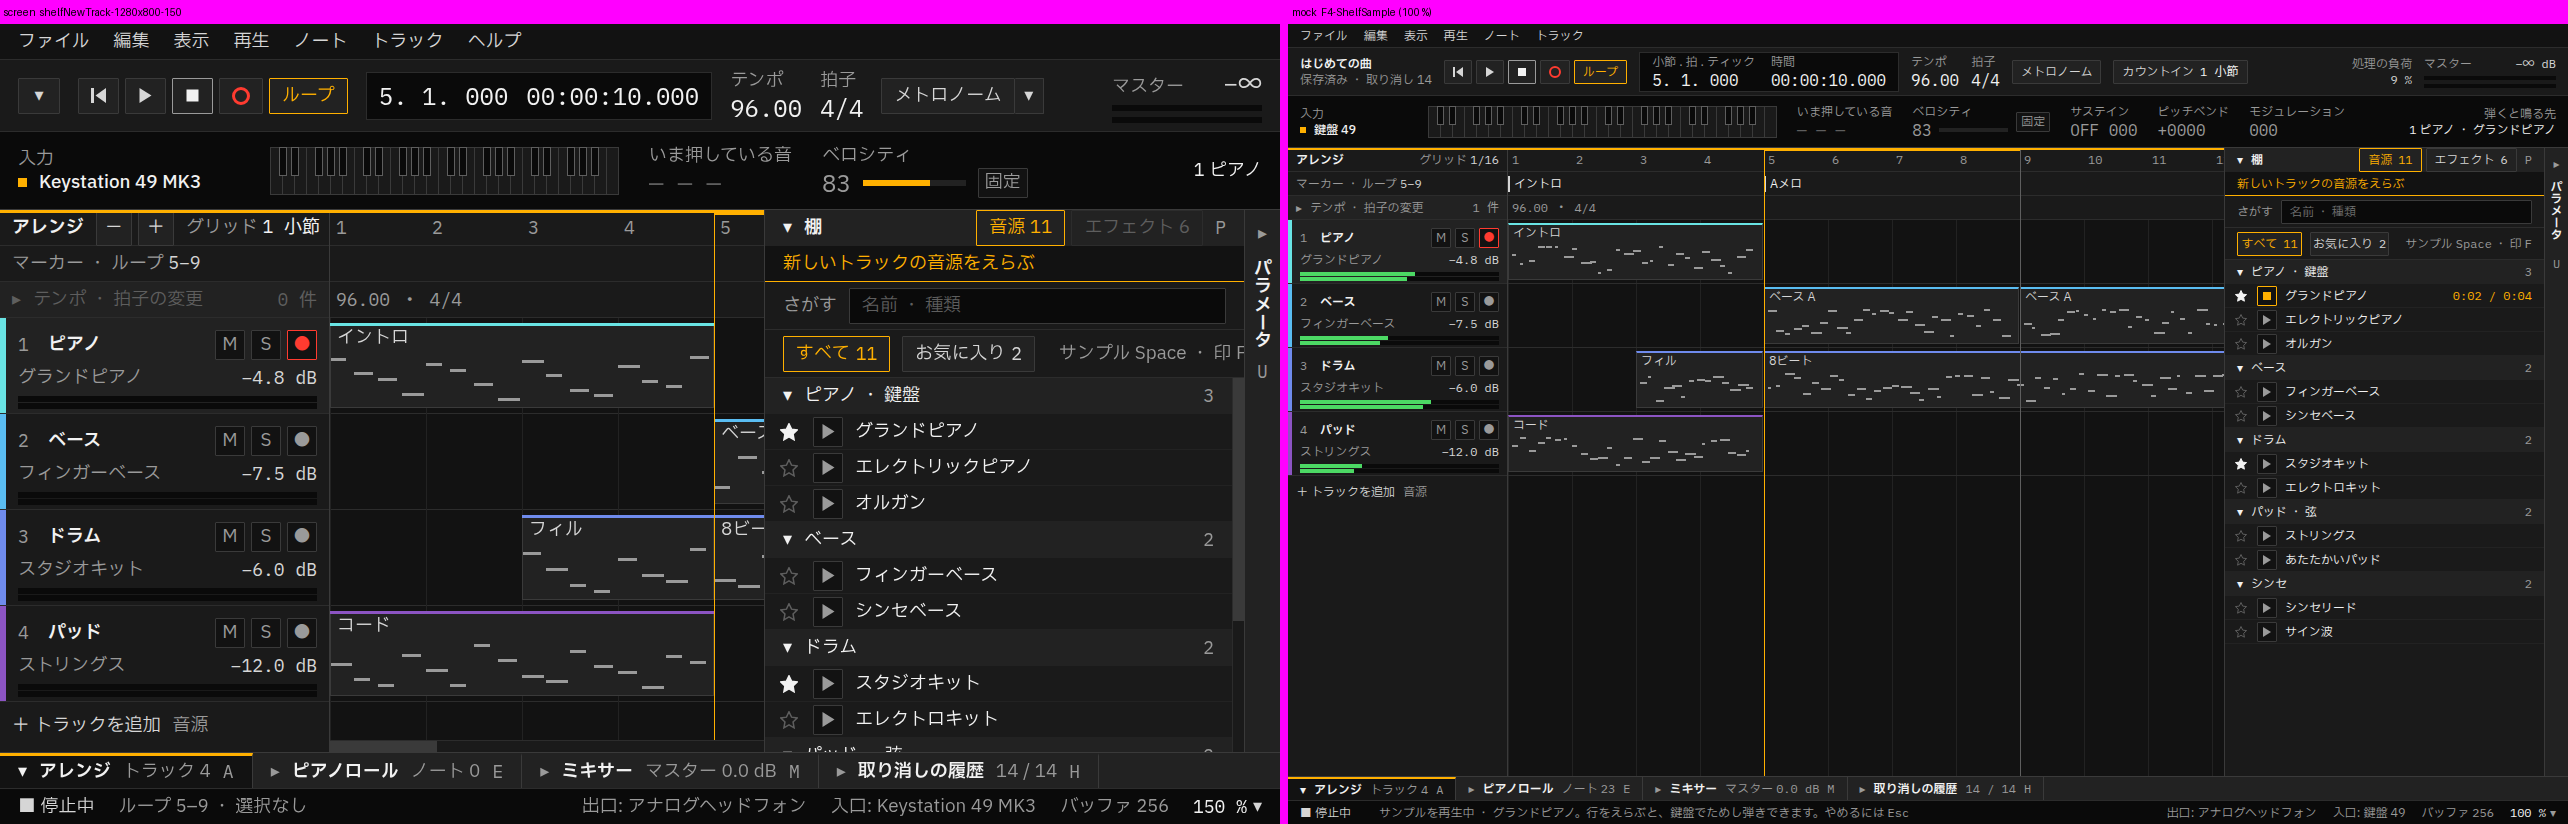 screen shelfNewTrack-1280x800-150
ファイル 編集 表示 再生 ノート トラック ヘルプ
▼ ループ 5. 1. 000 00:00:10.000 テンポ 96.00 拍子 4/4 メトロノーム ▼ マスター −∞
入力 いま押している音 ベロシティ
Keystation 49 MK3 — — — 83 固定 1 ピアノ
アレンジ − + グリッド 1 小節 1 2 3 4 5
マーカー ・ ループ 5–9
▶ テンポ ・ 拍子の変更 0 件 96.00 ・ 4/4
1 ピアノ M S
グランドピアノ −4.8 dB
イントロ
2 ベース M S
フィンガーベース −7.5 dB
3 ドラム M S
スタジオキット −6.0 dB
フィル
4 パッド M S
ストリングス −12.0 dB
コード
+ トラックを追加 音源
▼ 棚 音源 11 エフェクト 6 P
新しいトラックの音源をえらぶ
さがす 名前 ・ 種類
すべて 11 お気に入り 2 サンプル Space ・ 印 F
▼ ピアノ ・ 鍵盤 3
グランドピアノ
エレクトリックピアノ
オルガン
▼ ベース 2
フィンガーベース
シンセベース
▼ ドラム 2
スタジオキット
エレクトロキット
▶ パラメータ U
▼ アレンジ トラック 4 A ▶ ピアノロール ノート 0 E ▶ ミキサー マスター 0.0 dB M ▶ 取り消しの履歴 14 / 14 H
■ 停止中 ループ 5–9 ・ 選択なし 出口: アナログヘッドフォン 入口: Keystation 49 MK3 バッファ 256 150 % ▼
mock F4-ShelfSample (100%)
ファイル 編集 表示 再生 ノート トラック
はじめての曲
保存済み ・ 取り消し 14
ループ
小節 . 拍 . ティック 時間
5. 1. 000 00:00:10.000
テンポ 拍子
96.00 4/4
メトロノーム カウントイン 1 小節
処理の負荷 マスター −∞ dB
9 %
入力 いま押している音 ベロシティ サステイン ピッチベンド モジュレーション 弾くと鳴る先
鍵盤 49 — — — 83 固定 OFF 000 +0000 000 1 ピアノ ・ グランドピアノ
アレンジ グリッド 1/16 1 2 3 4 5 6 7 8 9 10 11
マーカー ・ ループ 5–9 イントロ Aメロ
▶ テンポ ・ 拍子の変更 1 件 96.00 ・ 4/4
1 ピアノ M S
グランドピアノ −4.8 dB
イントロ
2 ベース M S
フィンガーベース −7.5 dB
ベース A ベース A
3 ドラム M S
スタジオキット −6.0 dB
フィル 8ビート
4 パッド M S
ストリングス −12.0 dB
コード
+ トラックを追加 音源
▼ 棚 音源 11 エフェクト 6 P
新しいトラックの音源をえらぶ
さがす 名前 ・ 種類
すべて 11 お気に入り 2 サンプル Space ・ 印 F
▼ ピアノ ・ 鍵盤 3
グランドピアノ 0:02 / 0:04
エレクトリックピアノ
オルガン
▼ ベース 2
フィンガーベース
シンセベース
▼ ドラム 2
スタジオキット
エレクトロキット
▼ パッド ・ 弦 2
ストリングス
あたたかいパッド
▼ シンセ 2
シンセリード
サイン波
▶ パラメータ U
▼ アレンジ トラック 4 A ▶ ピアノロール ノート 23 E ▶ ミキサー マスター 0.0 dB M ▶ 取り消しの履歴 14 / 14 H
■ 停止中 サンプルを再生中 ・ グランドピアノ。行をえらぶと、鍵盤でためし弾きできます。やめるには Esc 出口: アナログヘッドフォン 入口: 鍵盤 49 バッファ 256 100 % ▼